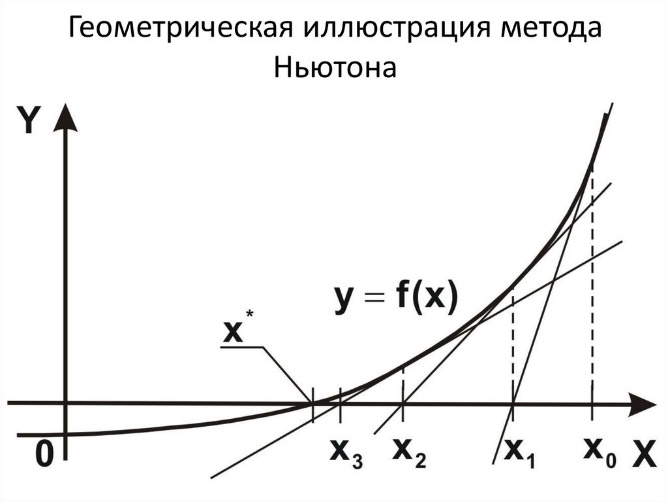 Геометрическая иллюстрация метода
Ньютона
Y
y = f(x)
x*
0
x₃ x₂ x₁ x₀ X